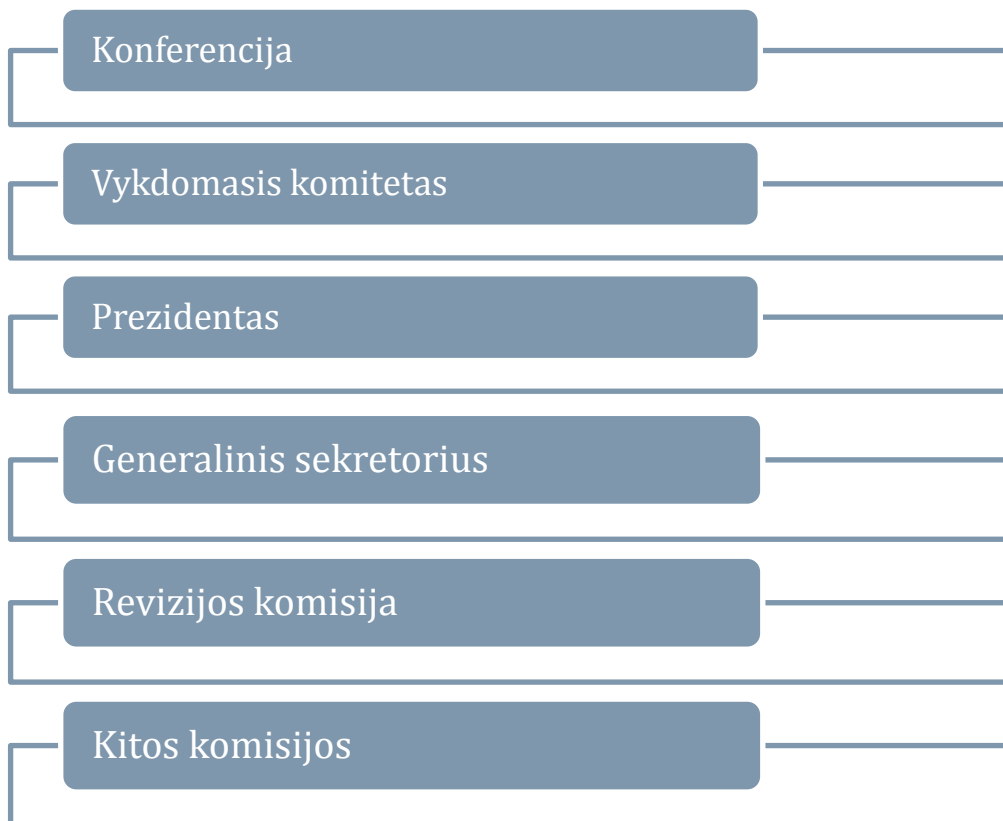 Konferencija
Vykdomasis komitetas
Prezidentas
Generalinis sekretorius
Revizijos komisija
Kitos komisijos